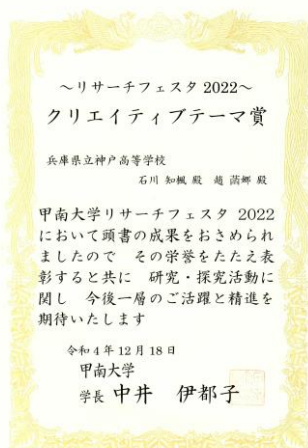 ～リサーチフェスタ 2022～
クリエイティブテーマ賞
兵庫県立神戸高等学校
石川 知楓 殿 趙 殿
甲南大学リサーチフェスタ 2022
において頭書の成果をおさめられ
ましたので その栄誉をたたえ表
彰すると共に 研究・探究活動に
関し 今後一層のご活躍と精進を
期待いたします
令和4年12月18日
甲南大学
学長 中井 伊都子